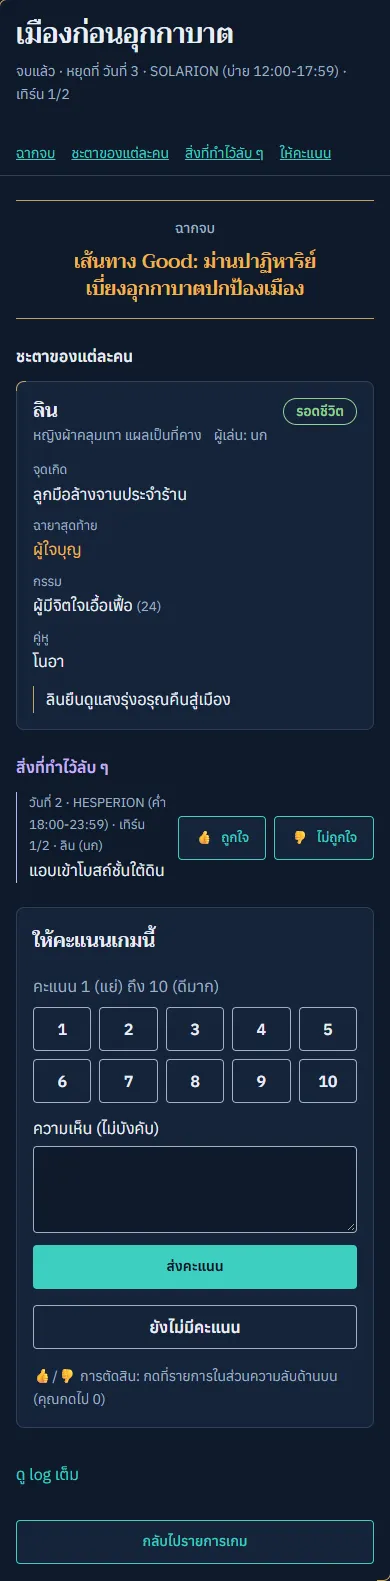 เมืองก่อนอุกกาบาต
จบแล้ว · หยุดที่ วันที่ 3 · SOLARION (บ่าย 12:00-17:59) ·
เทิร์น 1/2
ฉากจบ ชะตาของแต่ละคน สิ่งที่ทำไว้ลับ ๆ ให้คะแนน
ฉากจบ
เส้นทาง Good: ม่านปาฏิหาริย์
เบี่ยงอุกกาบาตปกป้องเมือง
ชะตาของแต่ละคน
ลิน
รอดชีวิต
หญิงผ้าคลุมเทา แผลเป็นที่คาง ผู้เล่น: นก
จุดเกิด
ลูกมือล้างจานประจำร้าน
ฉายาสุดท้าย
ผู้ใจบุญ
กรรม
ผู้มีจิตใจเอื้อเฟื้อ (24)
คู่หู
โนอา
ลินยืนดูแสงรุ่งอรุณคืนสู่เมือง
สิ่งที่ทำไว้ลับ ๆ
วันที่ 2 · HESPERION (ค่ำ
18:00-23:59) · เทิร์น
1/2 · ลิน (นก)
แอบเข้าโบสถ์ชั้นใต้ดิน
👍 ถูกใจ
👎 ไม่ถูกใจ
ให้คะแนนเกมนี้
คะแนน 1 (แย่) ถึง 10 (ดีมาก)
1 2 3 4 5
6 7 8 9 10
ความเห็น (ไม่บังคับ)
ส่งคะแนน
ยังไม่มีคะแนน
👍/👎 การตัดสิน: กดที่รายการในส่วนความลับด้านบน
(คุณกดไป 0)
ดู log เต็ม
กลับไปรายการเกม